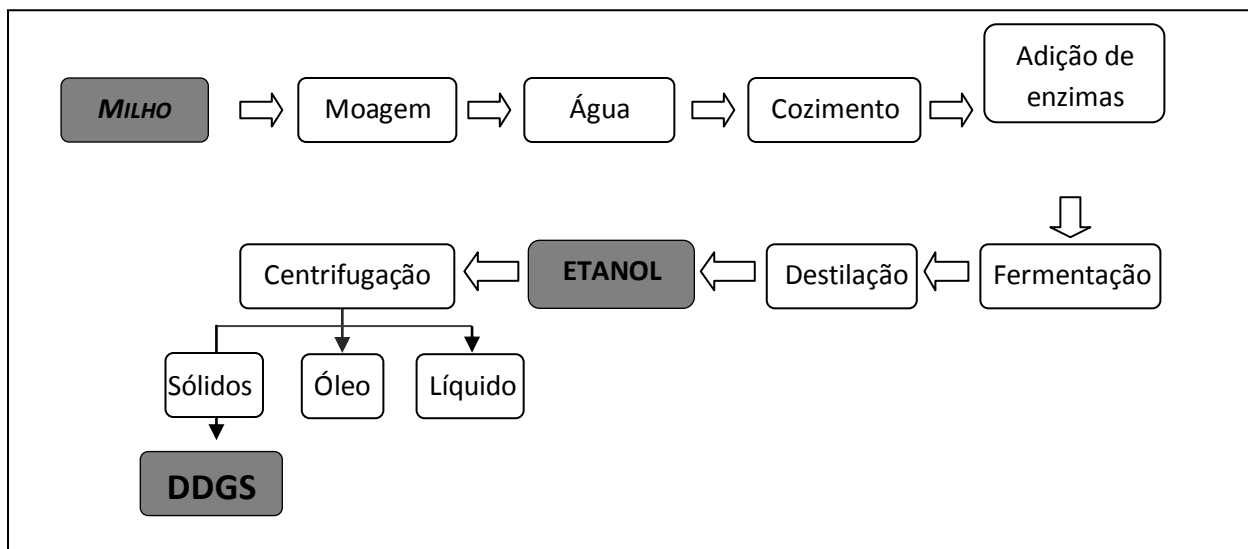 MILHO
Moagem
Água
Cozimento
Adição de
enzimas
Fermentação
Destilação
ETANOL
Centrifugação
Sólidos
Óleo
Líquido
DDGS